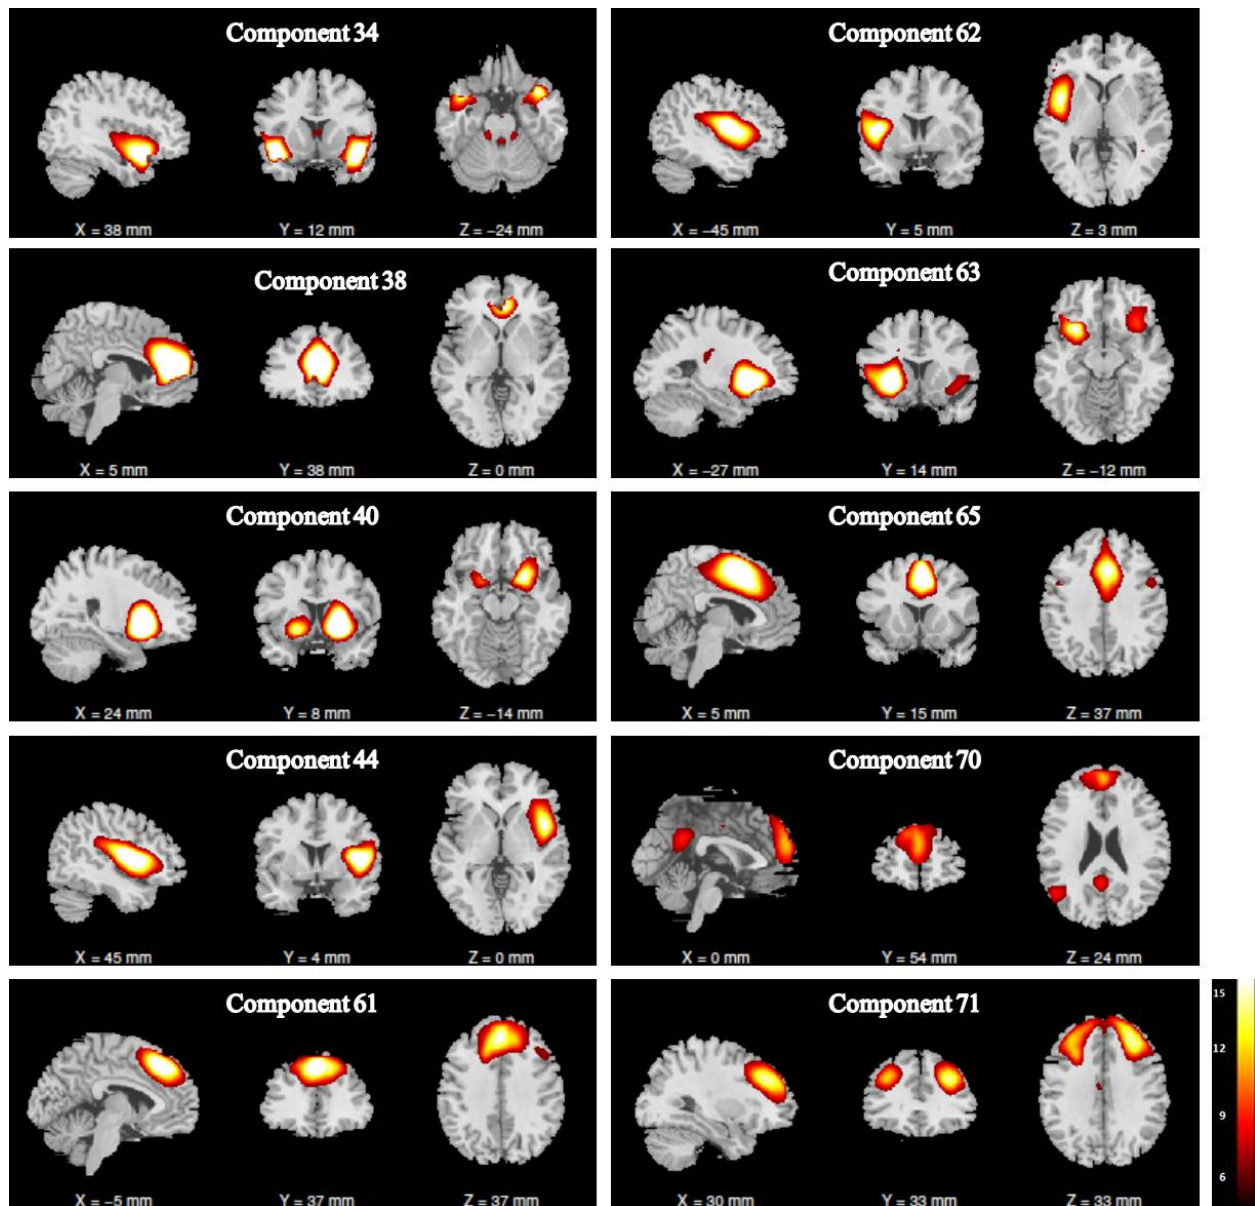 Component 34
X = 38 mm Y = 12 mm Z = −24 mm
Component 62
X = −45 mm Y = 5 mm Z = 3 mm
Component 38
X = 5 mm Y = 38 mm Z = 0 mm
Component 63
X = −27 mm Y = 14 mm Z = −12 mm
Component 40
X = 24 mm Y = 8 mm Z = −14 mm
Component 65
X = 5 mm Y = 15 mm Z = 37 mm
Component 44
X = 45 mm Y = 4 mm Z = 0 mm
Component 70
X = 0 mm Y = 54 mm Z = 24 mm
Component 61
X = −5 mm Y = 37 mm Z = 37 mm
Component 71
X = 30 mm Y = 33 mm Z = 33 mm
15
12
9
6